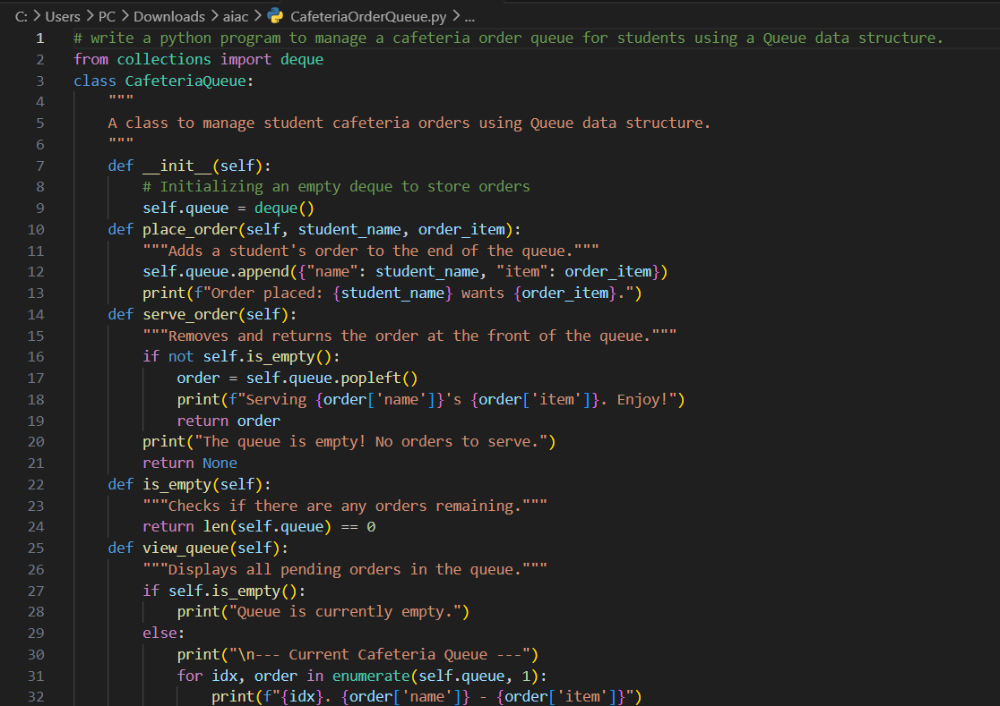 C: > Users > PC > Downloads > aiac > CafeteriaOrderQueue.py > ...
1 # write a python program to manage a cafeteria order queue for students using a Queue data structure.
2 from collections import deque
3 class CafeteriaQueue:
4     """
5     A class to manage student cafeteria orders using Queue data structure.
6     """
7     def __init__(self):
8         # Initializing an empty deque to store orders
9         self.queue = deque()
10     def place_order(self, student_name, order_item):
11         """Adds a student's order to the end of the queue."""
12         self.queue.append({"name": student_name, "item": order_item})
13         print(f"Order placed: {student_name} wants {order_item}.")
14     def serve_order(self):
15         """Removes and returns the order at the front of the queue."""
16         if not self.is_empty():
17             order = self.queue.popleft()
18             print(f"Serving {order['name']}'s {order['item']}. Enjoy!")
19             return order
20         print("The queue is empty! No orders to serve.")
21         return None
22     def is_empty(self):
23         """Checks if there are any orders remaining."""
24         return len(self.queue) == 0
25     def view_queue(self):
26         """Displays all pending orders in the queue."""
27         if self.is_empty():
28             print("Queue is currently empty.")
29         else:
30             print("\n--- Current Cafeteria Queue ---")
31             for idx, order in enumerate(self.queue, 1):
32                 print(f"{idx}. {order['name']} - {order['item']}")